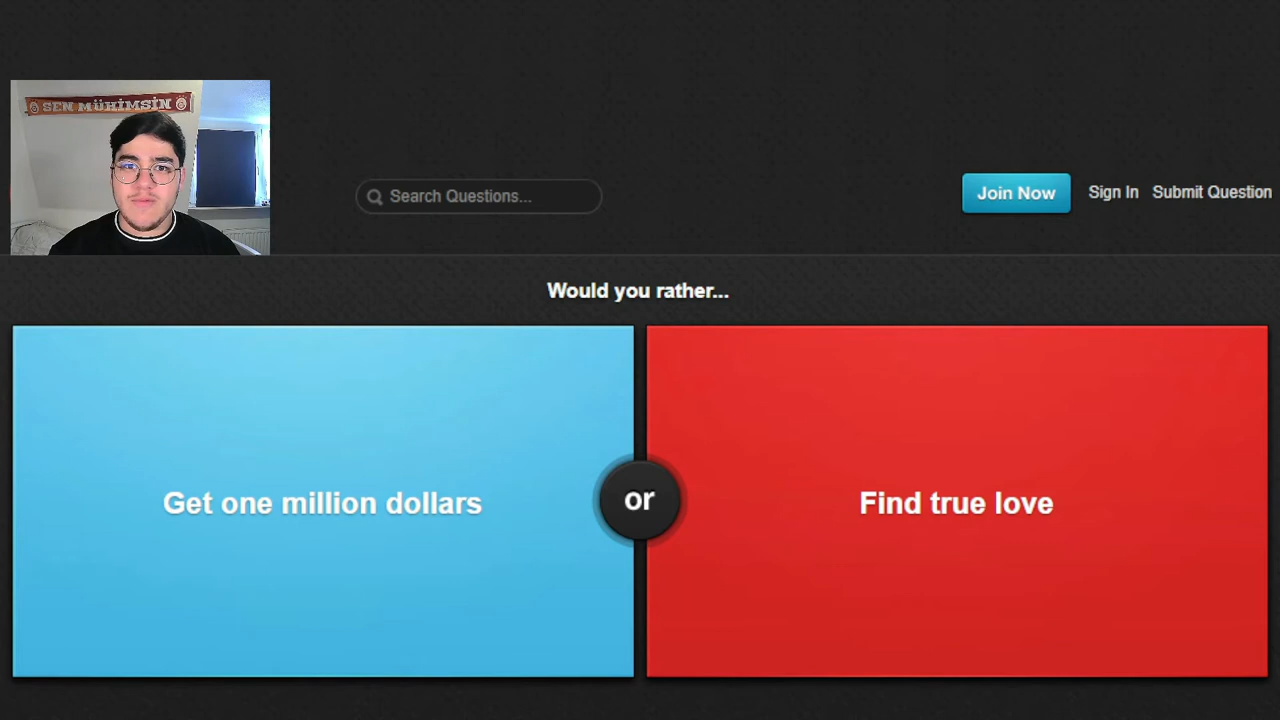 SEN MÜHİMSİN
Search Questions...
Join Now
Sign In
Submit Question
Would you rather...
Get one million dollars
or
Find true love